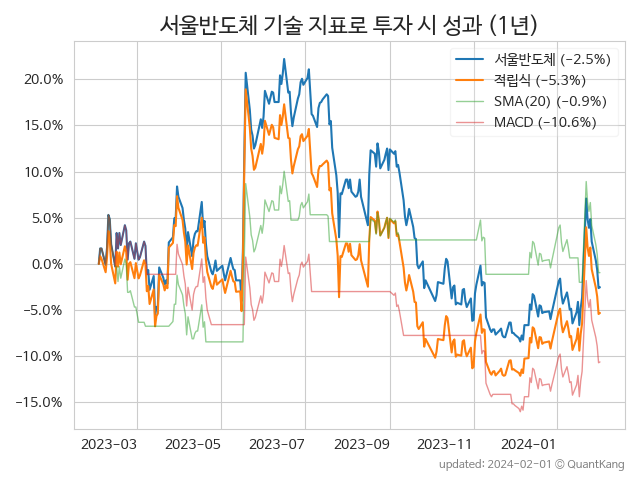 서울반도체 기술 지표로 투자 시 성과 (1년)
서울반도체 (−2.5%)
적립식 (−5.3%)
SMA(20) (−0.9%)
MACD (−10.6%)
20.0%
15.0%
10.0%
5.0%
0.0%
−5.0%
−10.0%
−15.0%
2023-03 2023-05 2023-07 2023-09 2023-11 2024-01
updated: 2024-02-01 © QuantKang